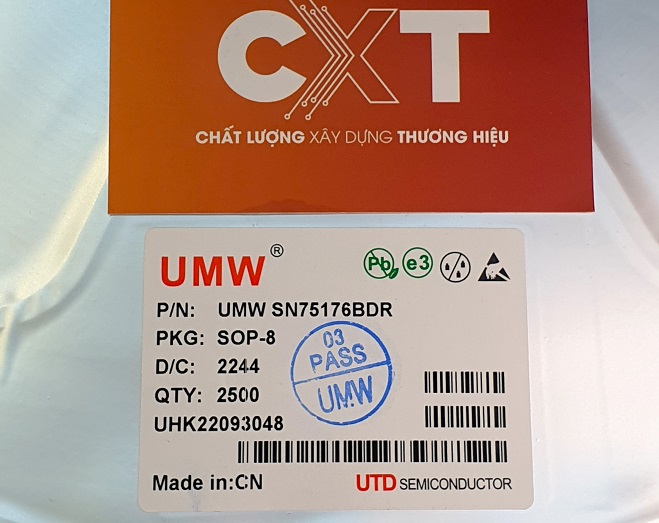 CXT
CHẤT LƯỢNG XÂY DỰNG THƯƠNG HIỆU
UMW®
Pb e3
P/N: UMW SN75176BDR
PKG: SOP-8
D/C: 2244
QTY: 2500
03
PASS
UMW
UHK22093048
Made in:CN
UTD SEMICONDUCTOR